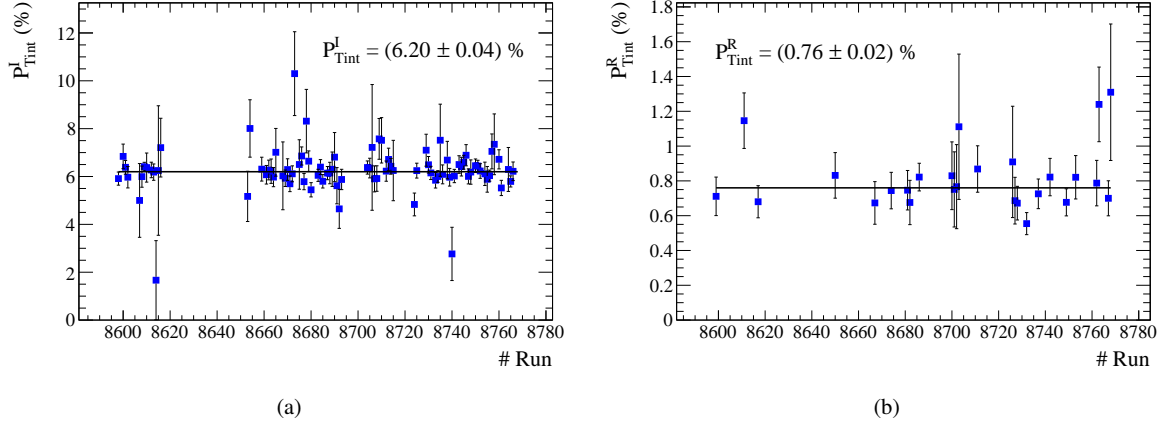 P^I_Tint (%)
12
10
8
6
4
2
0
P^I_Tint = (6.20 ± 0.04) %
8600 8620 8640 8660 8680 8700 8720 8740 8760 8780
# Run
(a)
P^R_Tint (%)
1.8
1.6
1.4
1.2
1
0.8
0.6
0.4
0.2
0
P^R_Tint = (0.76 ± 0.02) %
8600 8620 8640 8660 8680 8700 8720 8740 8760 8780
# Run
(b)